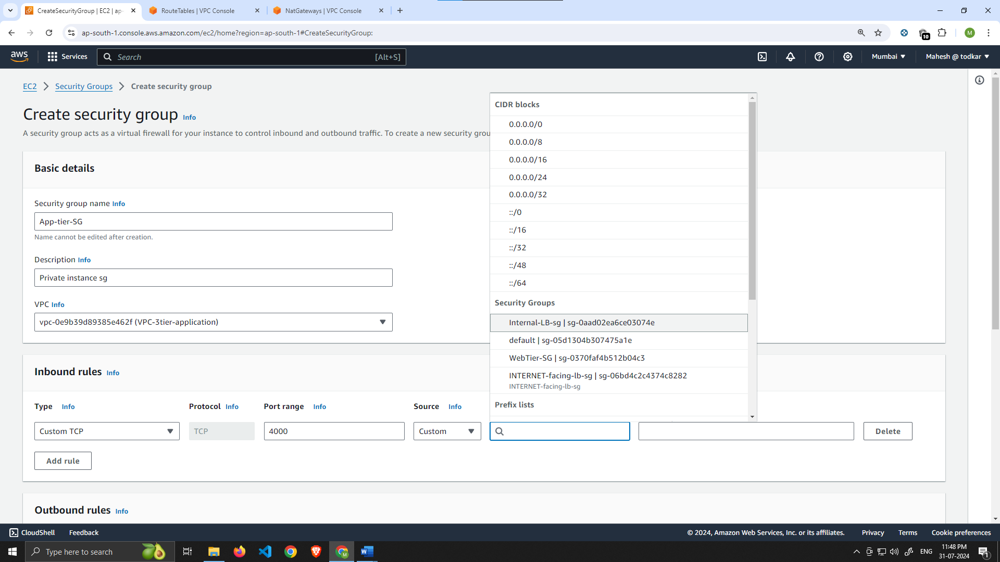 CreateSecurityGroup | EC2 | ap-
RouteTables | VPC Console
NatGateways | VPC Console
ap-south-1.console.aws.amazon.com/ec2/home?region=ap-south-1#CreateSecurityGroup:
10
M
aws
Services
Search
[Alt+S]
Mumbai
Mahesh @ todkar
EC2
Security Groups
Create security group
Create security group Info
A security group acts as a virtual firewall for your instance to control inbound and outbound traffic. To create a new security grou
Basic details
Security group name Info
App-tier-SG
Name cannot be edited after creation.
Description Info
Private instance sg
VPC Info
vpc-0e9b39d89385e462f (VPC-3tier-application)
CIDR blocks
0.0.0.0/0
0.0.0.0/8
0.0.0.0/16
0.0.0.0/24
0.0.0.0/32
::/0
::/16
::/32
::/48
::/64
Security Groups
Internal-LB-sg | sg-0aad02ea6ce03074e
default | sg-05d1304b307475a1e
WebTier-SG | sg-0370faf4b512b04c3
INTERNET-facing-lb-sg | sg-06bd4c2c4374c8282
INTERNET-facing-lb-sg
Prefix lists
Inbound rules Info
Type Info
Protocol Info
Port range Info
Source Info
Custom TCP
TCP
4000
Custom
Delete
Add rule
Outbound rules Info
CloudShell
Feedback
© 2024, Amazon Web Services, Inc. or its affiliates.
Privacy
Terms
Cookie preferences
Type here to search
M
W
ENG
11:48 PM
31-07-2024
1